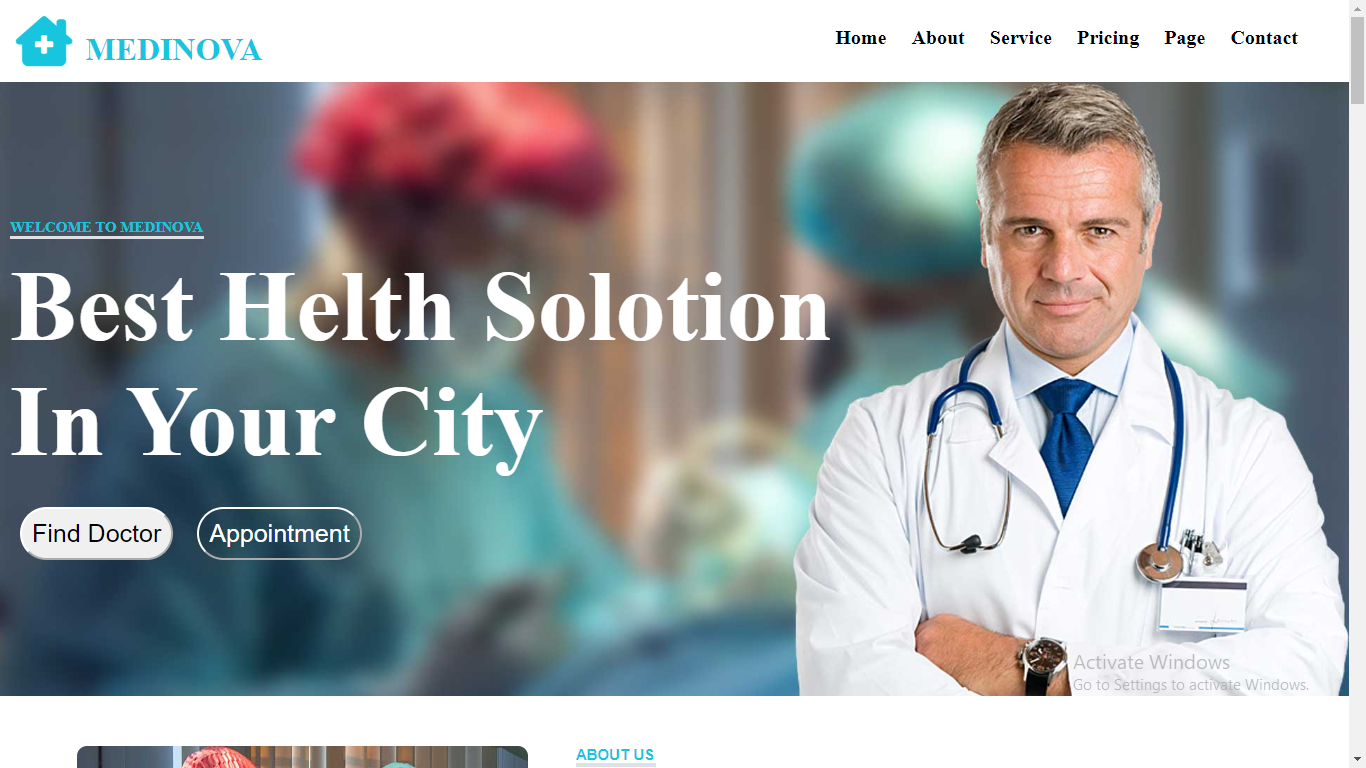 MEDINOVA
Home About Service Pricing Page Contact
WELCOME TO MEDINOVA
Best Helth Solotion
In Your City
Find Doctor Appointment
Activate Windows
Go to Settings to activate Windows.
ABOUT US